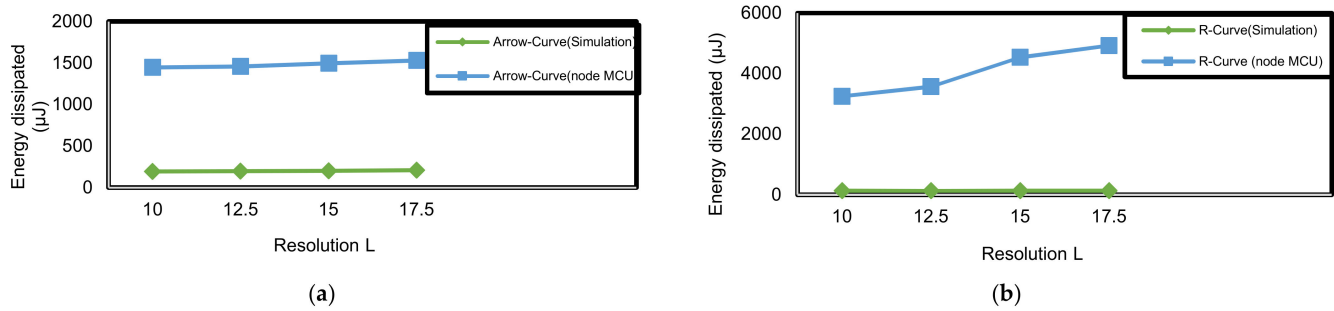 2000
1500
1000
500
0
Energy dissipated
(µJ)
Arrow-Curve(Simulation)
Arrow-Curve(node MCU
10 12.5 15 17.5
Resolution L
(a)
6000
4000
2000
0
Energy dissipated (µJ)
R-Curve(Simulation)
R-Curve (node MCU)
10 12.5 15 17.5
Resolution L
(b)